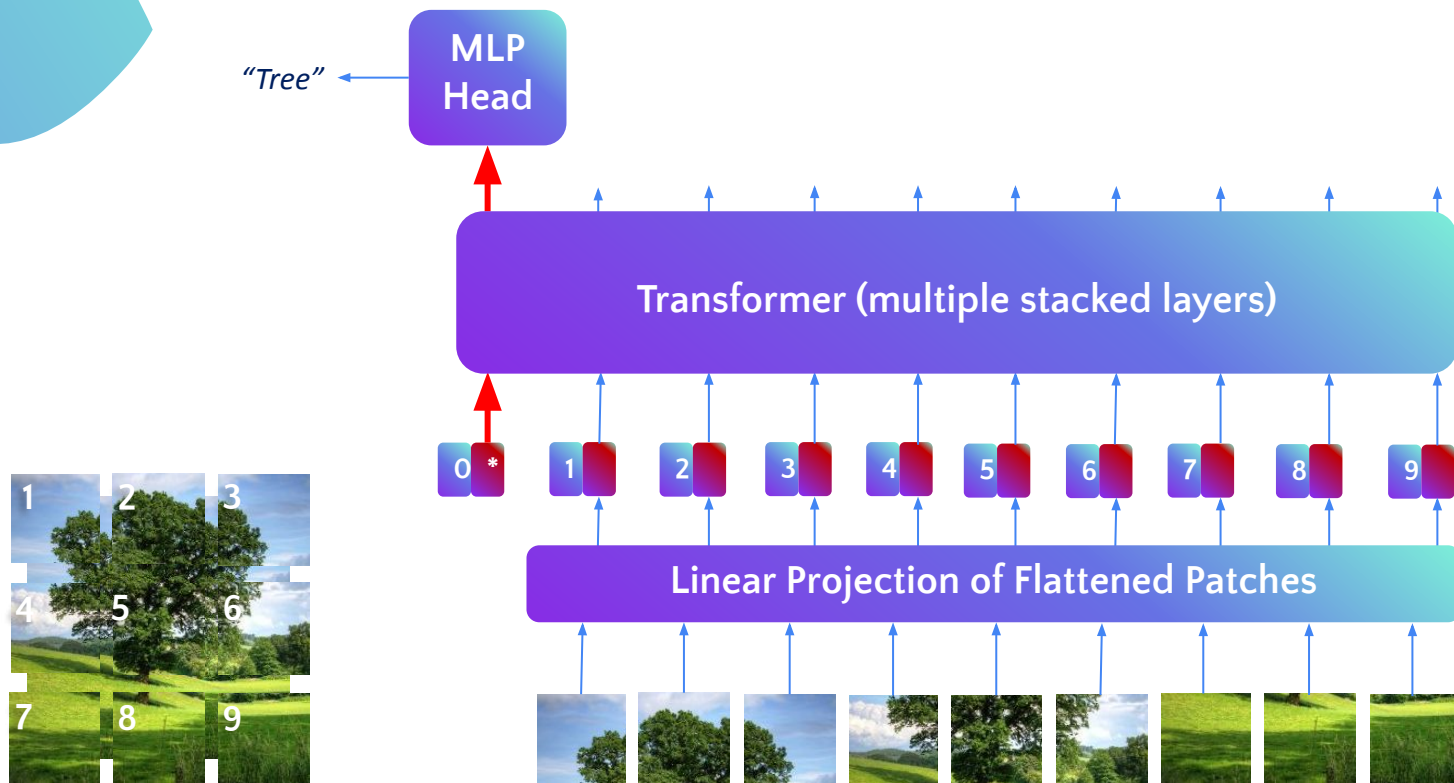 MLP
Head
“Tree”
Transformer (multiple stacked layers)
0 * 1 2 3 4 5 6 7 8 9
Linear Projection of Flattened Patches
1 2 3
4 5 6
7 8 9